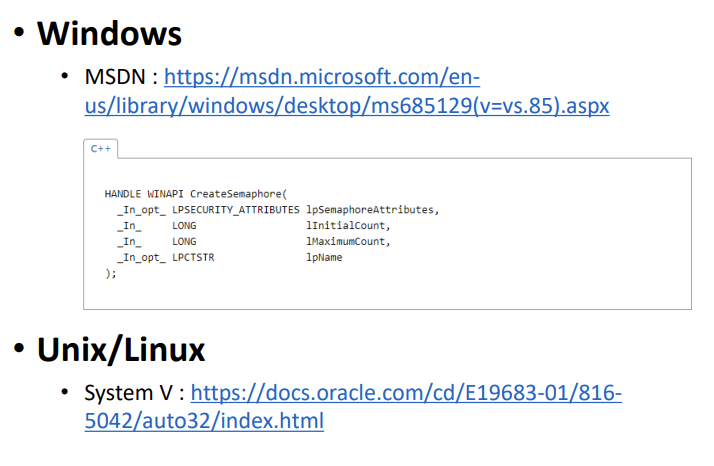 • Windows
• MSDN : https://msdn.microsoft.com/en-
us/library/windows/desktop/ms685129(v=vs.85).aspx
C++
HANDLE WINAPI CreateSemaphore(
_In_opt_ LPSECURITY_ATTRIBUTES lpSemaphoreAttributes,
_In_     LONG                  lInitialCount,
_In_     LONG                  lMaximumCount,
_In_opt_ LPCTSTR               lpName
);
• Unix/Linux
• System V : https://docs.oracle.com/cd/E19683-01/816-
5042/auto32/index.html